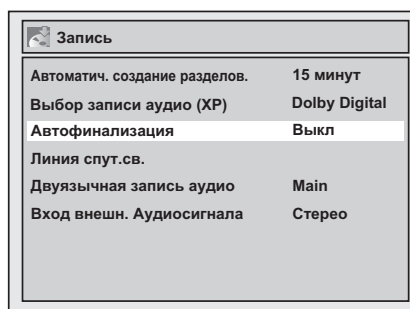 Запись
Автоматич. создание разделов. 15 минут
Выбор записи аудио (XP) Dolby Digital
Автофинализация Выкл
Линия спут.св.
Двуязычная запись аудио Main
Вход внешн. Аудиосигнала Стерео